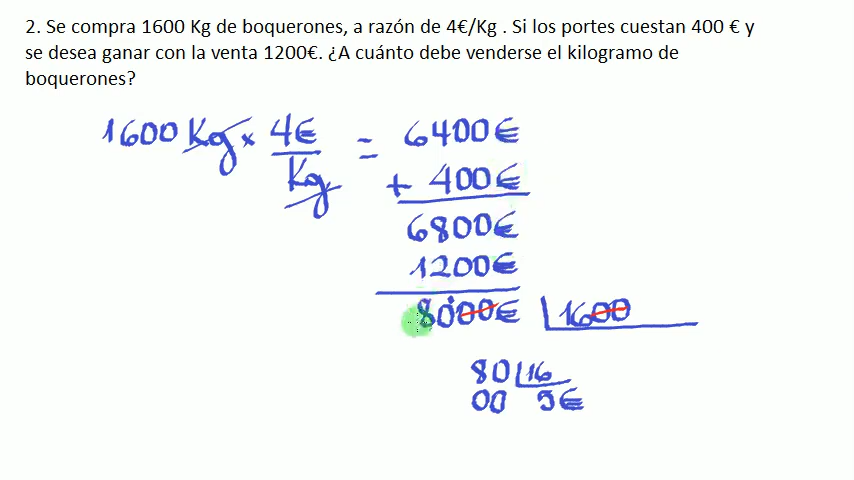 2. Se compra 1600 Kg de boquerones, a razón de 4€/Kg . Si los portes cuestan 400 € y
se desea ganar con la venta 1200€. ¿A cuánto debe venderse el kilogramo de
boquerones?
1600 Kg x 4€/Kg = 6400€
+ 400€
6800€
1200€
8000€ 1600
80 16
00 5€